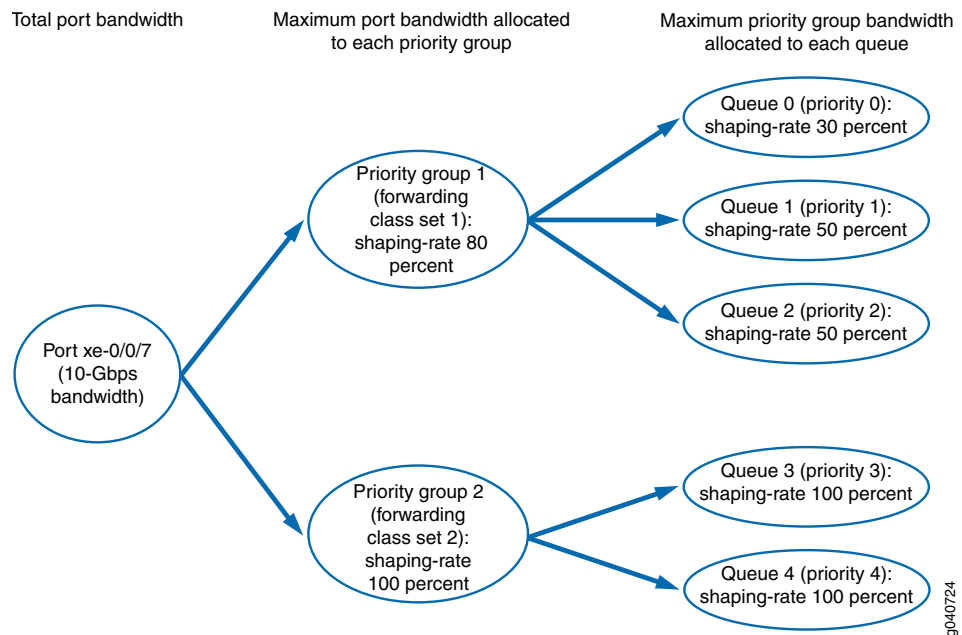 Total port bandwidth
Maximum port bandwidth allocated
to each priority group
Maximum priority group bandwidth
allocated to each queue
Port xe-0/0/7
(10-Gbps
bandwidth)
Priority group 1
(forwarding
class set 1):
shaping-rate 80
percent
Priority group 2
(forwarding
class set 2):
shaping-rate
100 percent
Queue 0 (priority 0):
shaping-rate 30 percent
Queue 1 (priority 1):
shaping-rate 50 percent
Queue 2 (priority 2):
shaping-rate 50 percent
Queue 3 (priority 3):
shaping-rate 100 percent
Queue 4 (priority 4):
shaping-rate 100 percent
g040724